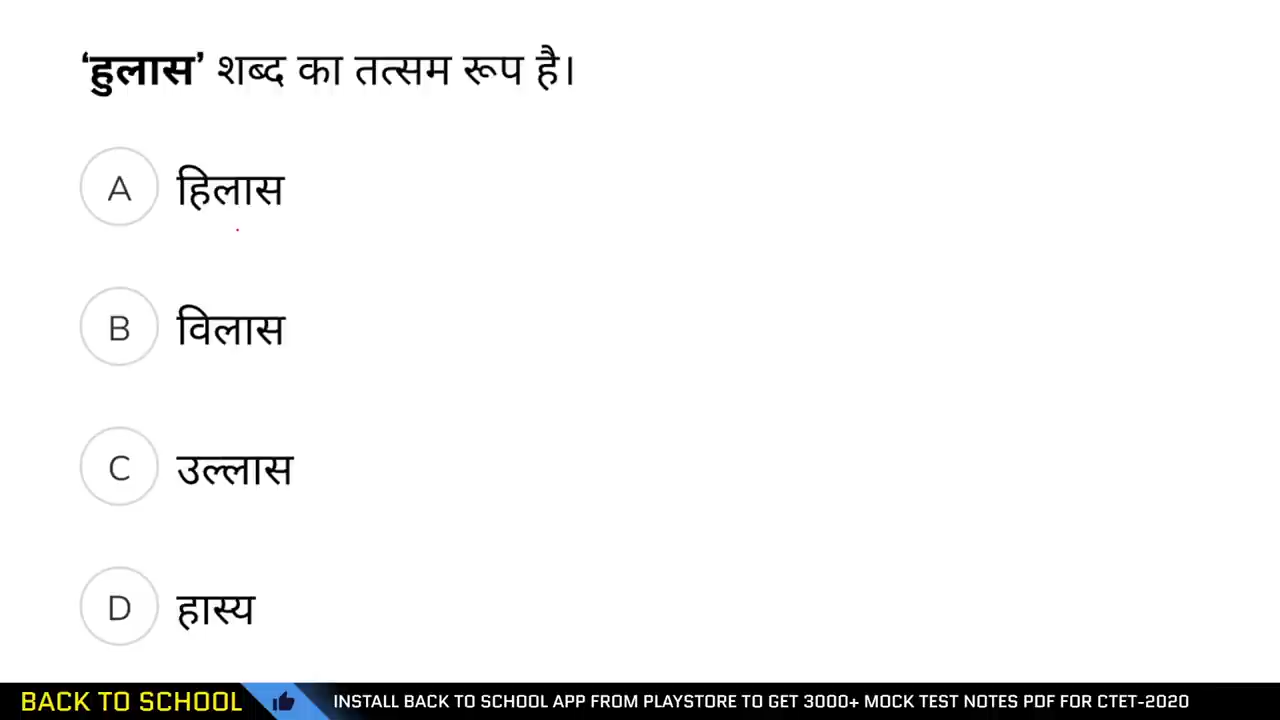 ‘हुलास’ शब्द का तत्सम रूप है।
A हिलास
B विलास
C उल्लास
D हास्य
BACK TO SCHOOL INSTALL BACK TO SCHOOL APP FROM PLAYSTORE TO GET 3000+ MOCK TEST NOTES PDF FOR CTET-2020